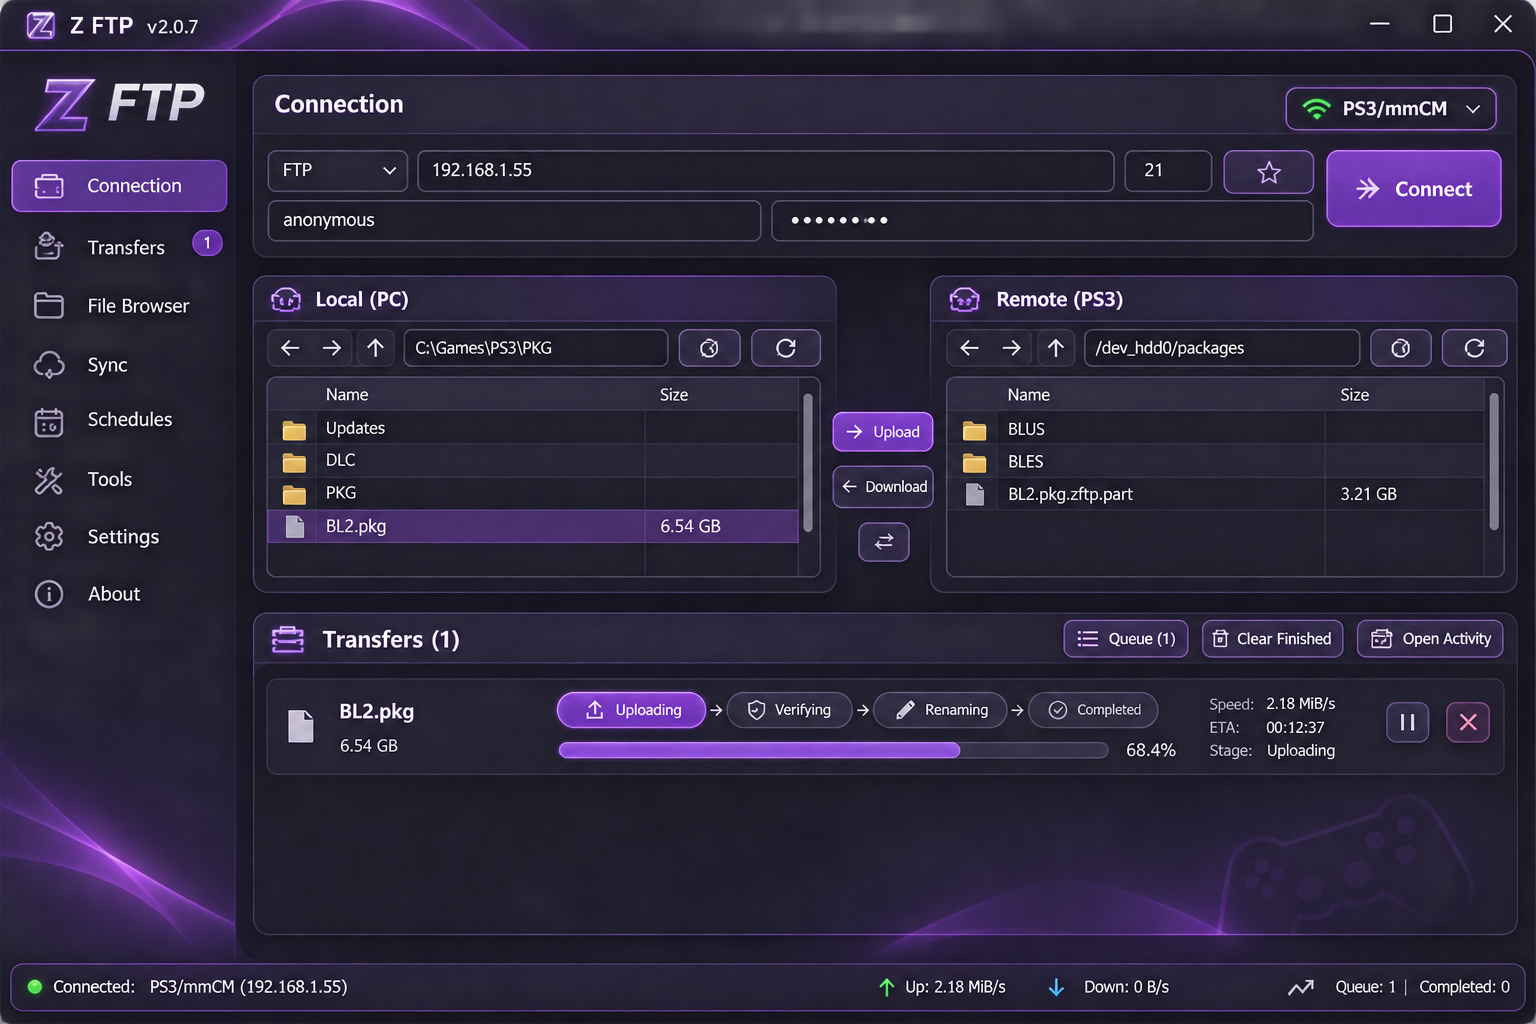 Z FTP v2.0.7
Z FTP
Connection
Transfers 1
File Browser
Sync
Schedules
Tools
Settings
About
Connection
PS3/mmCM
FTP
192.168.1.55
21
Connect
anonymous
Local (PC)
C:\Games\PS3\PKG
Name Size
Updates
DLC
PKG
BL2.pkg 6.54 GB
Upload
Download
Remote (PS3)
/dev_hdd0/packages
Name Size
BLUS
BLES
BL2.pkg.zftp.part 3.21 GB
Transfers (1)
Queue (1)
Clear Finished
Open Activity
BL2.pkg
6.54 GB
Uploading
Verifying
Renaming
Completed
68.4%
Speed: 2.18 MiB/s
ETA: 00:12:37
Stage: Uploading
Connected: PS3/mmCM (192.168.1.55)
Up: 2.18 MiB/s
Down: 0 B/s
Queue: 1 | Completed: 0